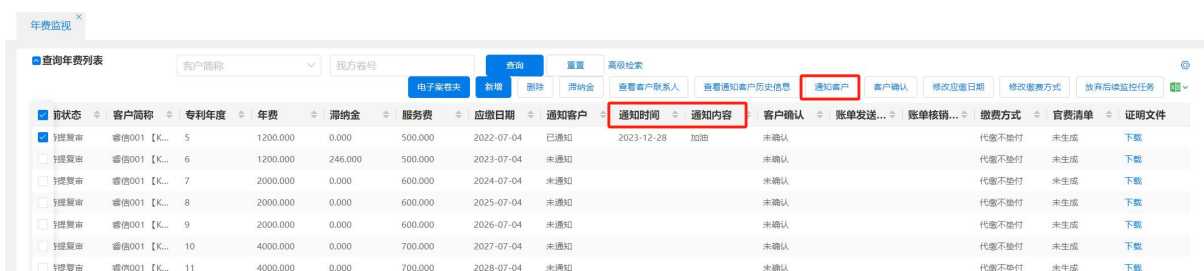 年费监视 ×
查询年费列表 客户简称 我方卷号 查询 重置 高级检索
电子案卷夹 新增 删除 滞纳金 查看客户联系人 查看通知客户历史信息 通知客户 客户确认 修改应缴日期 修改缴费方式 放弃后续监控任务
前状态 客户简称 专利年度 年费 滞纳金 服务费 应缴日期 通知客户 通知时间 通知内容 客户确认 账单发送... 账单核销... 缴费方式 官费清单 证明文件
待提复审 睿信001【K... 5 1200.000 0.000 500.000 2022-07-04 已通知 2023-12-28 加油 未确认 代缴不垫付 未生成 下载
待提复审 睿信001【K... 6 1200.000 246.000 500.000 2023-07-04 未通知 未确认 代缴不垫付 未生成 下载
待提复审 睿信001【K... 7 2000.000 0.000 600.000 2024-07-04 未通知 未确认 代缴不垫付 未生成 下载
待提复审 睿信001【K... 8 2000.000 0.000 600.000 2025-07-04 未通知 未确认 代缴不垫付 未生成 下载
待提复审 睿信001【K... 9 2000.000 0.000 600.000 2026-07-04 未通知 未确认 代缴不垫付 未生成 下载
待提复审 睿信001【K... 10 4000.000 0.000 700.000 2027-07-04 未通知 未确认 代缴不垫付 未生成 下载
待提复审 睿信001【K... 11 4000.000 0.000 700.000 2028-07-04 未通知 未确认 代缴不垫付 未生成 下载